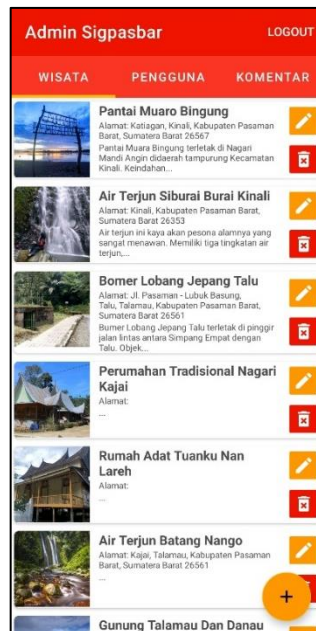 Admin Sigpasbar
LOGOUT
WISATA
PENGGUNA
KOMENTAR
Pantai Muaro Bingung
Alamat: Katiagan, Kinali, Kabupaten Pasaman
Barat, Sumatera Barat 26567
Pantai Muara Bingung terletak di Nagari
Mandi Angin didaerah tampurung Kecamatan
Kinali. Keindahan...
Air Terjun Siburai Burai Kinali
Alamat: Kinali, Kabupaten Pasaman Barat,
Sumatera Barat 26353
Air terjun ini kaya akan pesona alamnya yang
sangat menawan. Memiliki tiga tingkatan air
terjun,...
Bomer Lobang Jepang Talu
Alamat: Jl. Pasaman - Lubuk Basung,
Talu, Talamau, Kabupaten Pasaman Barat,
Sumatera Barat 26561
Bumer Lobang Jepang Talu terletak di pinggir
jalan lintas antara Simpang Empat dengan
Talu. Objek...
Perumahan Tradisional Nagari
Kajai
Alamat:
...
Rumah Adat Tuanku Nan
Lareh
Alamat:
...
Air Terjun Batang Nango
Alamat: Kajai, Talamau, Kabupaten Pasaman
Barat, Sumatera Barat 26561
...
+
Gunung Talamau Dan Danau